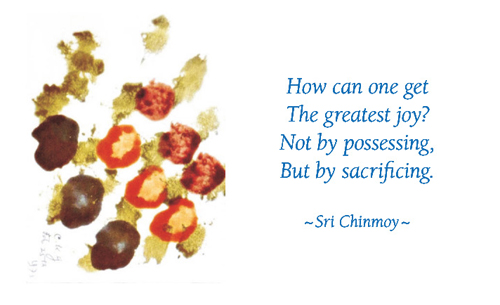 How can one get
The greatest joy?
Not by possessing,
But by sacrificing.
~Sri Chinmoy~